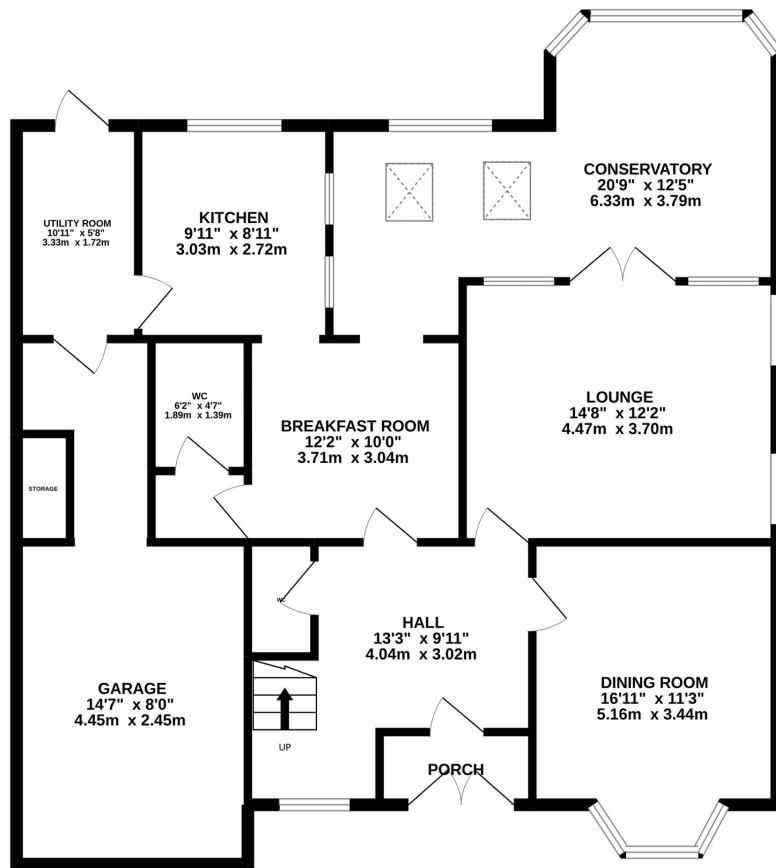 CONSERVATORY
20'9" x 12'5"
6.33m x 3.79m
UTILITY ROOM
10'11" x 5'8"
3.33m x 1.72m
KITCHEN
9'11" x 8'11"
3.03m x 2.72m
WC
6'2" x 4'7"
1.89m x 1.39m
BREAKFAST ROOM
12'2" x 10'0"
3.71m x 3.04m
LOUNGE
14'8" x 12'2"
4.47m x 3.70m
STORAGE
WC
HALL
13'3" x 9'11"
4.04m x 3.02m
GARAGE
14'7" x 8'0"
4.45m x 2.45m
DINING ROOM
16'11" x 11'3"
5.16m x 3.44m
UP
PORCH